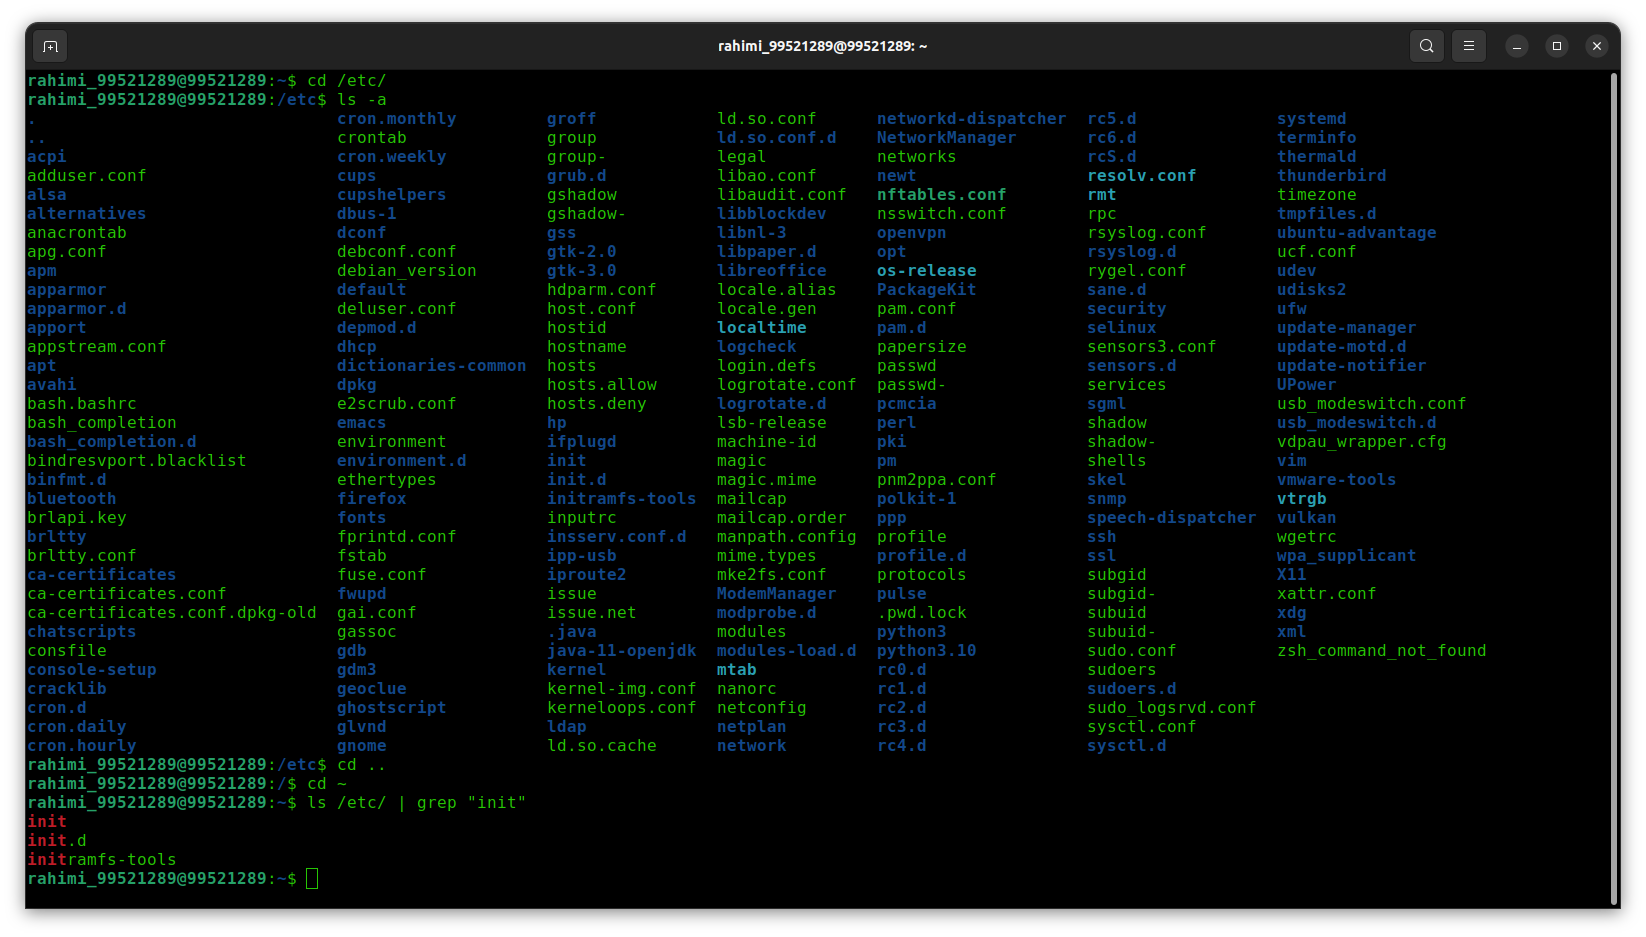 rahimi_99521289@99521289: ~
rahimi_99521289@99521289:~$ cd /etc/
rahimi_99521289@99521289:/etc$ ls -a
. cron.monthly groff ld.so.conf networkd-dispatcher rc5.d systemd
.. crontab group ld.so.conf.d NetworkManager rc6.d terminfo
acpi cron.weekly group- legal networks rcS.d thermald
adduser.conf cups grub.d libao.conf newt resolv.conf thunderbird
alsa cupshelpers gshadow libaudit.conf nftables.conf rmt timezone
alternatives dbus-1 gshadow- libblockdev nsswitch.conf rpc tmpfiles.d
anacrontab dconf gss libnl-3 openvpn rsyslog.conf ubuntu-advantage
apg.conf debconf.conf gtk-2.0 libpaper.d opt rsyslog.d ucf.conf
apm debian_version gtk-3.0 libreoffice os-release rygel.conf udev
apparmor default hdparm.conf locale.alias PackageKit sane.d udisks2
apparmor.d deluser.conf host.conf locale.gen pam.conf security ufw
apport depmod.d hostid localtime pam.d selinux update-manager
appstream.conf dhcp hostname logcheck papersize sensors3.conf update-motd.d
apt dictionaries-common hosts login.defs passwd sensors.d update-notifier
avahi dpkg hosts.allow logrotate.conf passwd- services UPower
bash.bashrc e2scrub.conf hosts.deny logrotate.d pcmcia sgml usb_modeswitch.conf
bash_completion emacs hp lsb-release perl shadow usb_modeswitch.d
bash_completion.d environment ifplugd machine-id pki shadow- vdpau_wrapper.cfg
bindresvport.blacklist environment.d init magic pm shells vim
binfmt.d ethertypes init.d magic.mime pnm2ppa.conf skel vmware-tools
bluetooth firefox initramfs-tools mailcap polkit-1 snmp vtrgb
brlapi.key fonts inputrc mailcap.order ppp speech-dispatcher vulkan
brltty fprintd.conf insserv.conf.d manpath.config profile ssh wgetrc
brltty.conf fstab ipp-usb mime.types profile.d ssl wpa_supplicant
ca-certificates fuse.conf iproute2 mke2fs.conf protocols subgid X11
ca-certificates.conf fwupd issue ModemManager pulse subgid- xattr.conf
ca-certificates.conf.dpkg-old gai.conf issue.net modprobe.d .pwd.lock subuid xdg
chatscripts gassoc .java modules python3 subuid- xml
consfile gdb java-11-openjdk modules-load.d python3.10 sudo.conf zsh_command_not_found
console-setup gdm3 kernel mtab rc0.d sudoers
cracklib geoclue kernel-img.conf nanorc rc1.d sudoers.d
cron.d ghostscript kerneloops.conf netconfig rc2.d sudo_logsrvd.conf
cron.daily glvnd ldap netplan rc3.d sysctl.conf
cron.hourly gnome ld.so.cache network rc4.d sysctl.d
rahimi_99521289@99521289:/etc$ cd ..
rahimi_99521289@99521289:/$ cd ~
rahimi_99521289@99521289:~$ ls /etc/ | grep "init"
init
init.d
initramfs-tools
rahimi_99521289@99521289:~$